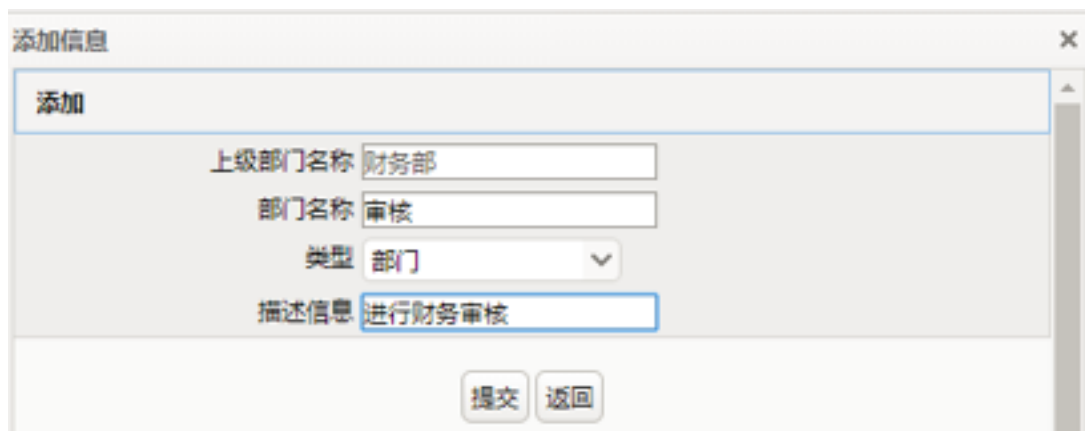 添加信息
添加
上级部门名称 财务部
部门名称 审核
类型 部门
描述信息 进行财务审核
提交 返回